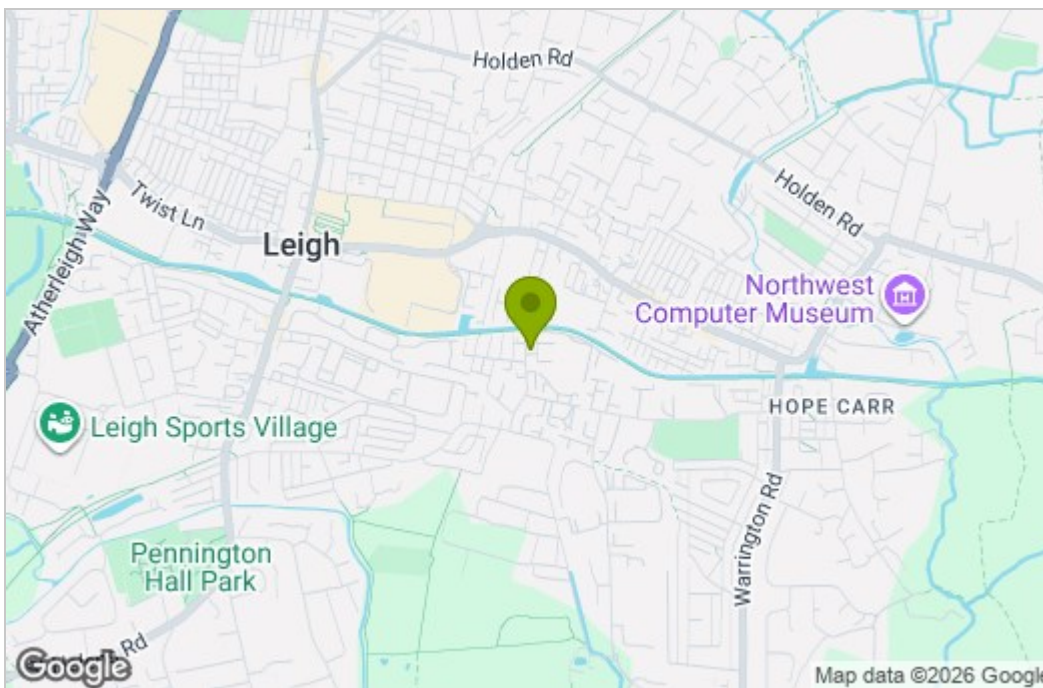 Holden Rd
Holden Rd
Twist Ln
Leigh
Atherleigh Way
Northwest
Computer Museum
HOPE CARR
Leigh Sports Village
Warrington Rd
Pennington
Hall Park
Rd
Google
Map data ©2026 Google